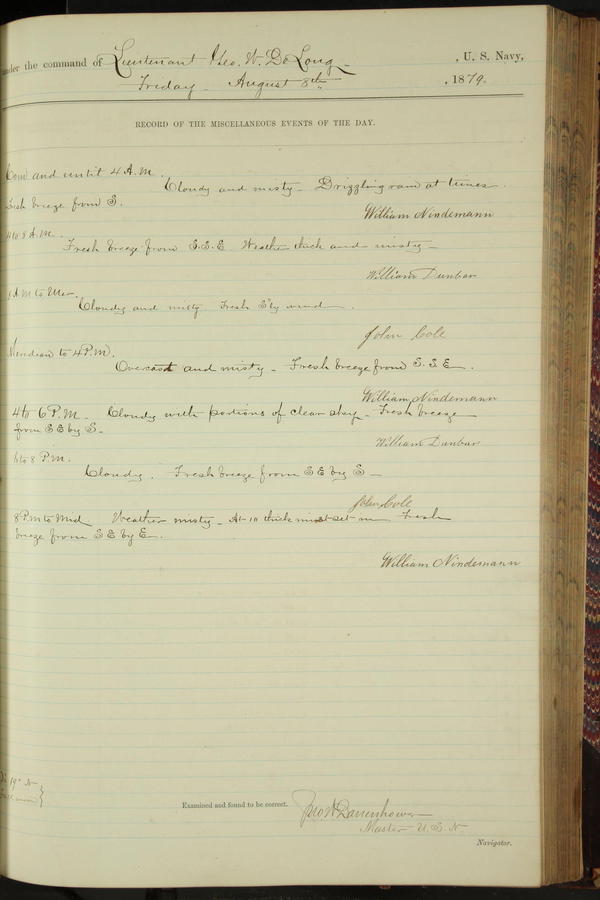 under the command of Lieutenant Geo. W. De Long, U. S. Navy,
Friday August 8th, 1879.
RECORD OF THE MISCELLANEOUS EVENTS OF THE DAY.
Com and until 4 A.M.
Cloudy and misty - Drizzling rain at times.
Fresh breeze from S.
William Nindemann
4 to 8 A.M.
Fresh breeze from S.S.E Weather thick and misty -
William Dunbar
8 A M to Mer.
Cloudy and misty Fresh S'ly wind.
John Cole
Meridian to 4 P.M.
Overcast and misty - Fresh breeze from S.S.E.
William Nindemann
4 to 6 P.M. - Cloudy with portions of clear sky - Fresh breeze
from SE by S -
William Dunbar
6 to 8 P.M.
Cloudy. Fresh breeze from SE by S -
John Cole
8 P.M to Mid Weather misty - At 10 thick mist set in Fresh
breeze from SE by E.
William Nindemann
19° N
Examined and found to be correct. Jno W Danenhower
Master U.S.N.
Navigator.